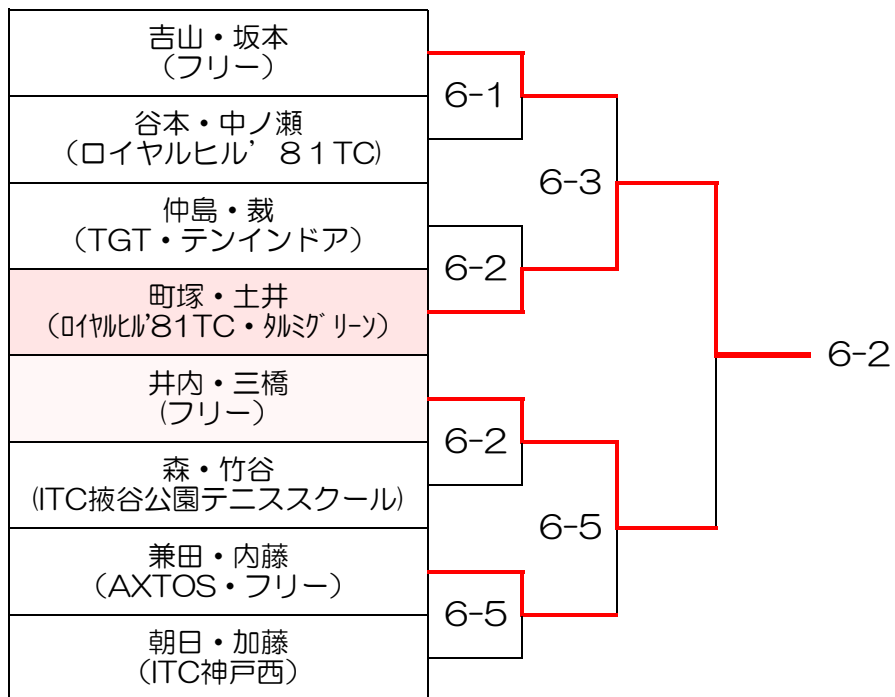 吉山・坂本
(フリー)
6-1
谷本・中ノ瀬
(ロイヤルヒル’８１TC)
6-3
仲島・裁
(TGT・テンインドア)
6-2
町塚・土井
(ﾛｲﾔﾙﾋﾙ’81TC・ﾀﾙﾐｸﾞﾘｰﾝ)
6-2
井内・三橋
(フリー)
6-2
森・竹谷
(ITC掖谷公園テニススクール)
6-5
兼田・内藤
(AXTOS・フリー)
6-5
朝日・加藤
(ITC神戸西)